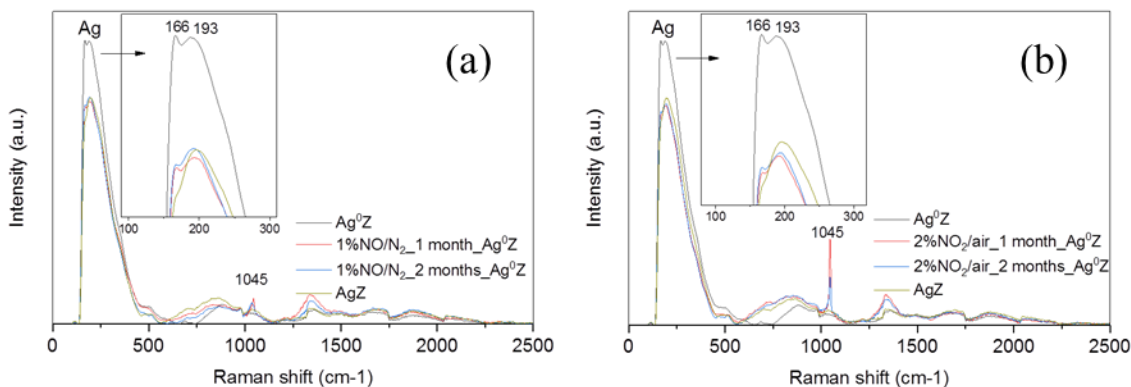 Ag
166 193
(a)
100 200 300
Ag⁰Z
1%NO/N₂_1 month_Ag⁰Z
1%NO/N₂_2 months_Ag⁰Z
AgZ
1045
Intensity (a.u.)
0 500 1000 1500 2000 2500
Raman shift (cm-1)
Ag
166 193
(b)
100 200 300
Ag⁰Z
2%NO₂/air_1 month_Ag⁰Z
2%NO₂/air_2 months_Ag⁰Z
AgZ
1045
Intensity (a.u.)
0 500 1000 1500 2000 2500
Raman shift (cm-1)